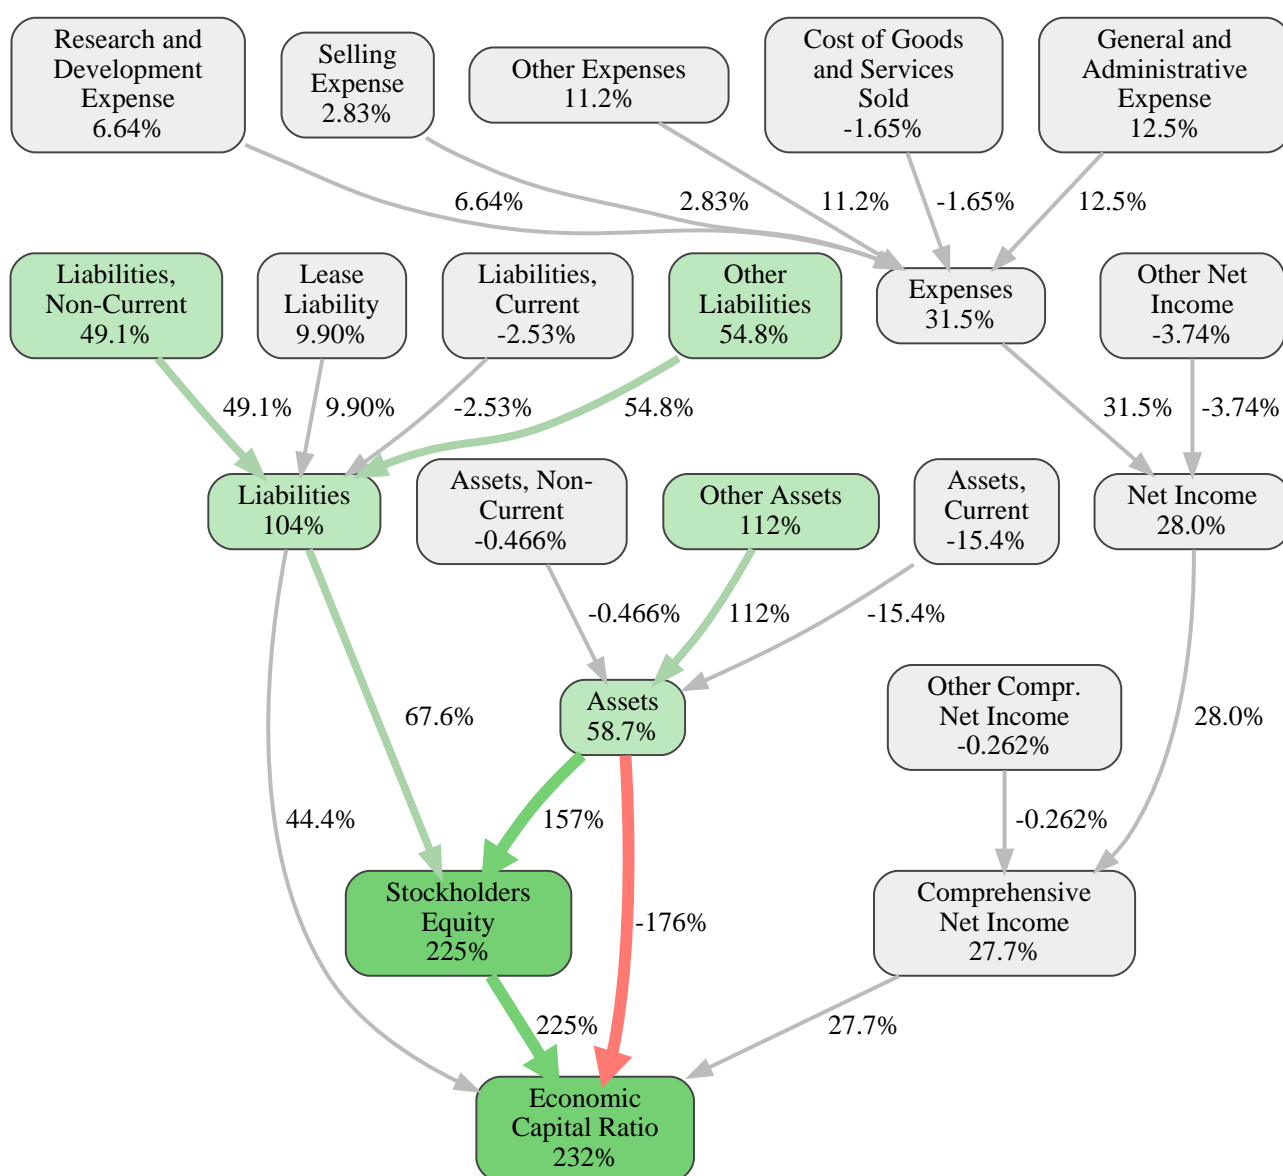 Research and
Development
Expense
6.64%
Selling
Expense
2.83%
Other Expenses
11.2%
Cost of Goods
and Services
Sold
-1.65%
General and
Administrative
Expense
12.5%
6.64%
2.83%
11.2%
-1.65%
12.5%
Liabilities,
Non-Current
49.1%
Lease
Liability
9.90%
Liabilities,
Current
-2.53%
Other
Liabilities
54.8%
Expenses
31.5%
Other Net
Income
-3.74%
49.1%
9.90%
-2.53%
54.8%
31.5%
-3.74%
Liabilities
104%
Assets, Non-
Current
-0.466%
Other Assets
112%
Assets,
Current
-15.4%
Net Income
28.0%
-0.466%
112%
-15.4%
Assets
58.7%
Other Compr.
Net Income
-0.262%
67.6%
28.0%
44.4%
157%
-0.262%
Stockholders
Equity
225%
-176%
Comprehensive
Net Income
27.7%
225%
27.7%
Economic
Capital Ratio
232%